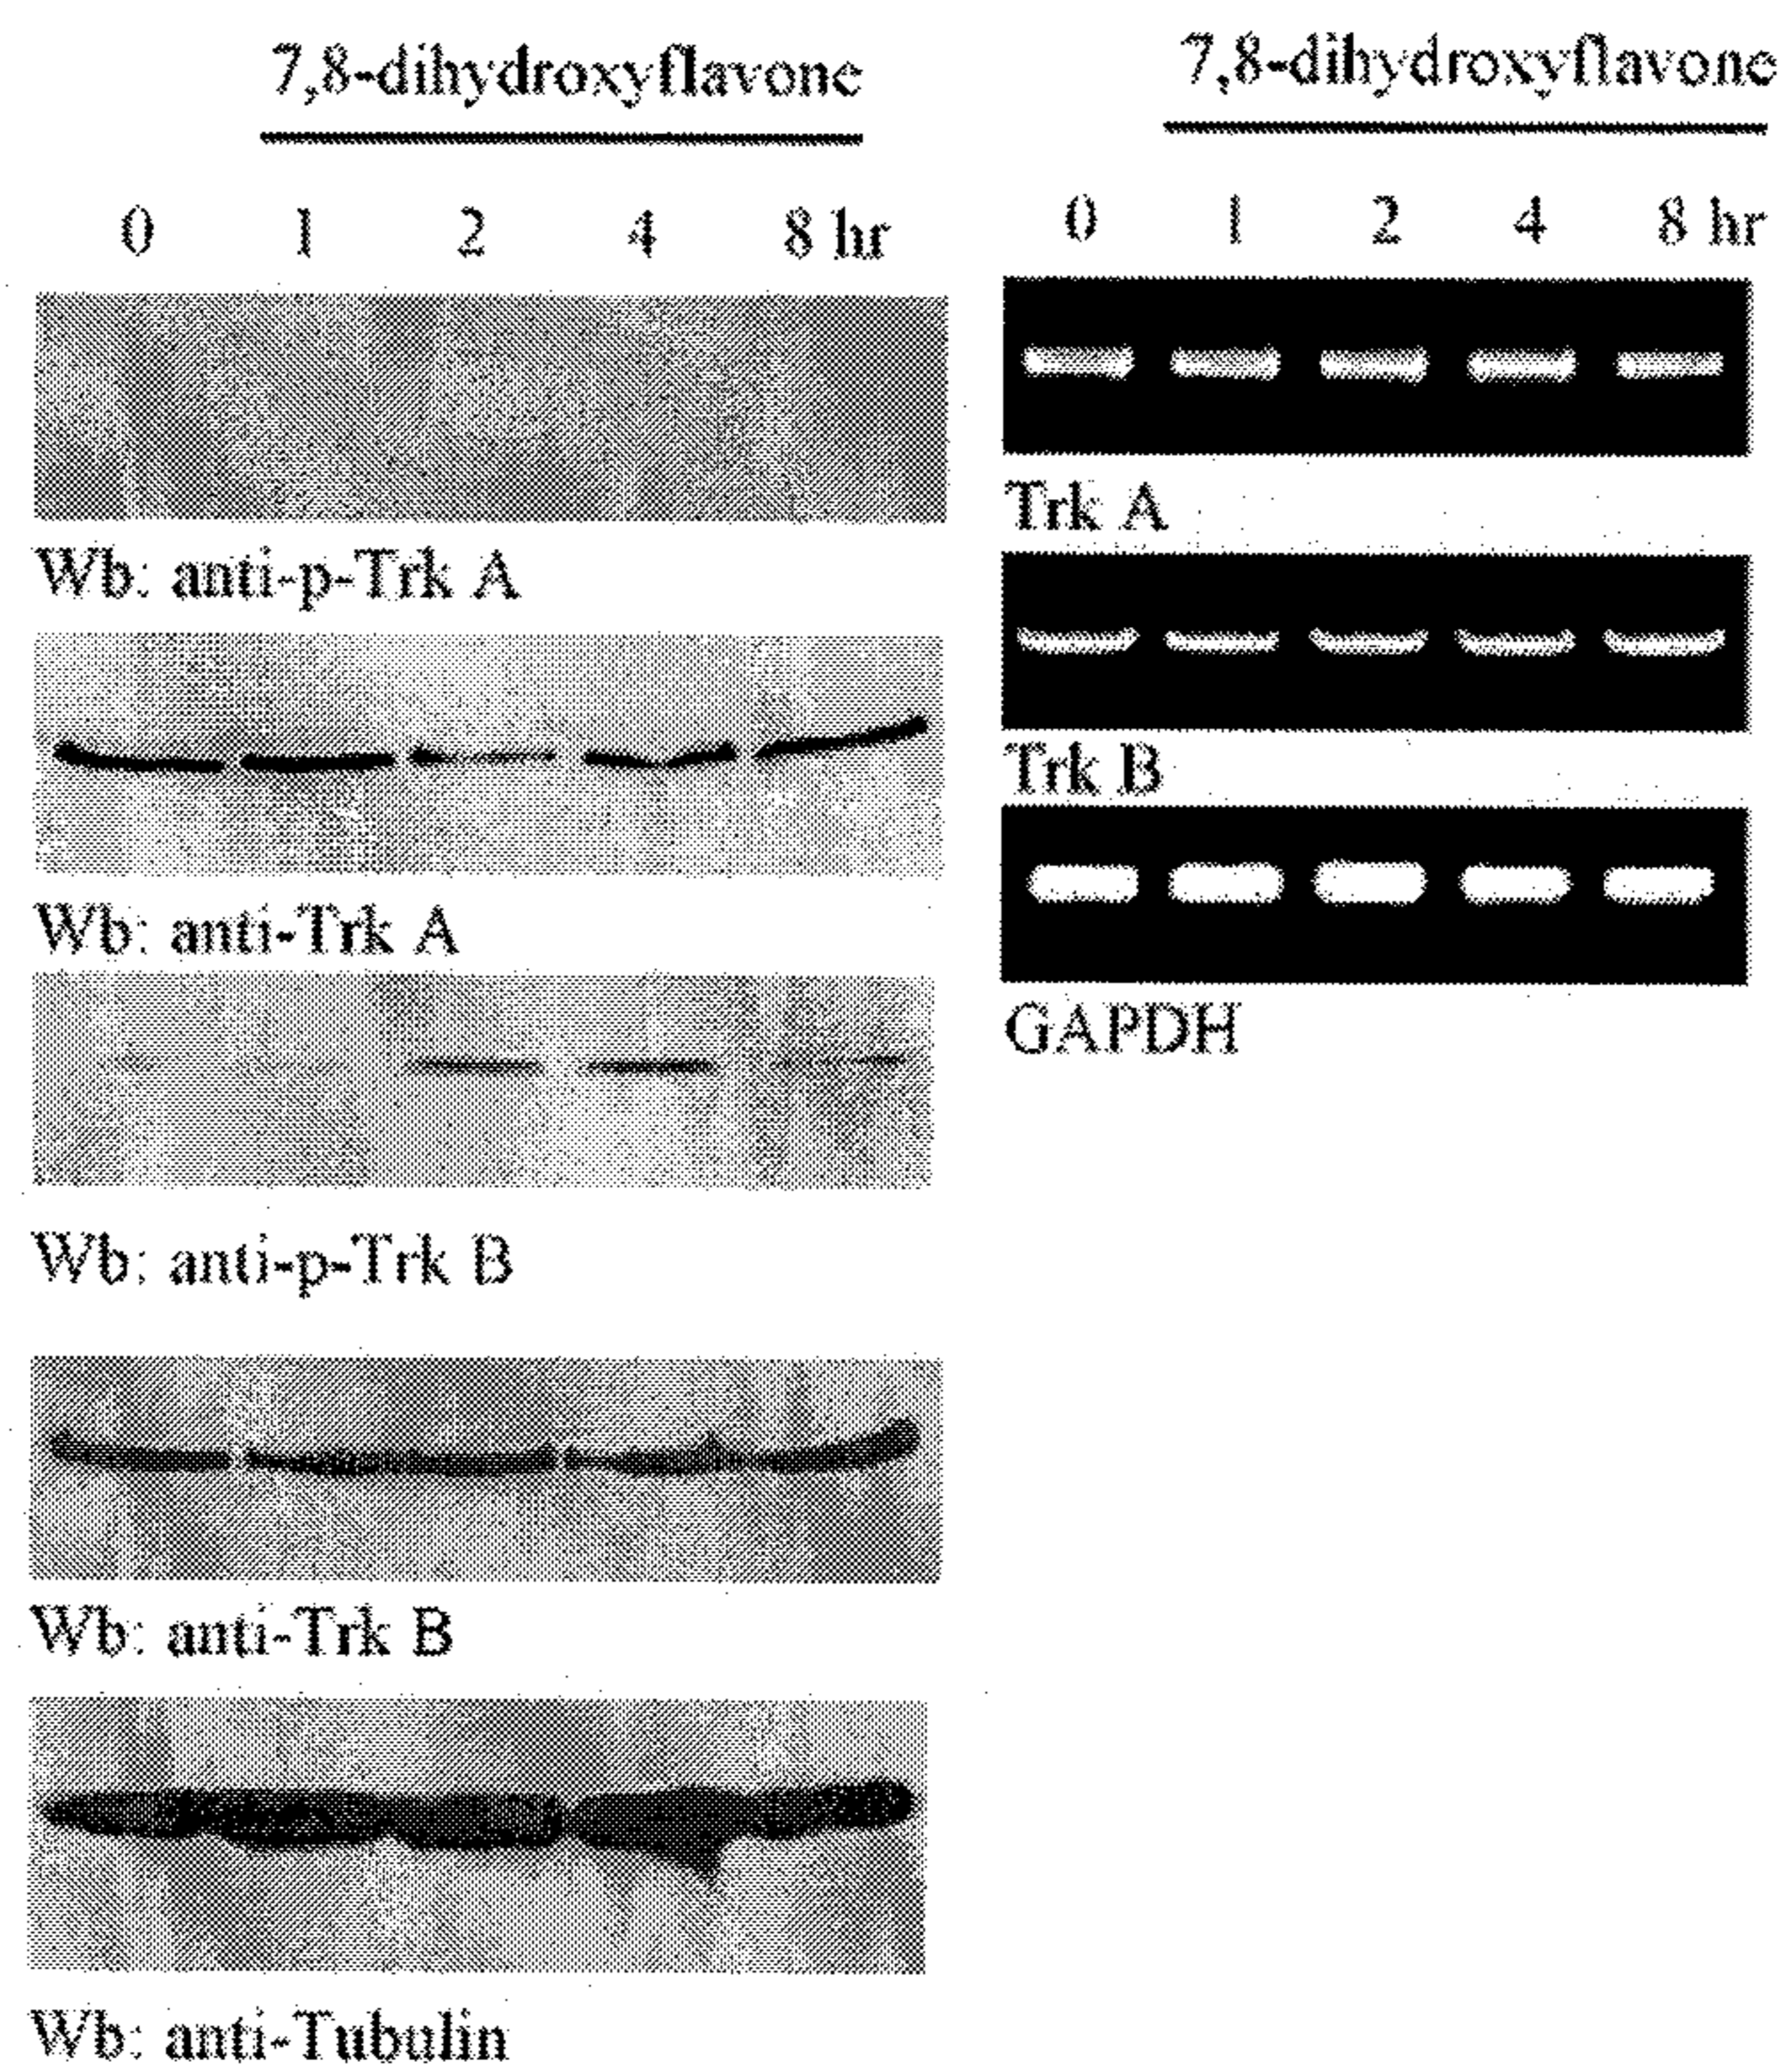 7,8-dihydroxyflavone
0 1 2 4 8 hr
Wb: anti-p-Trk A
Wb: anti-Trk A
Wb: anti-p-Trk B
Wb: anti-Trk B
Wb: anti-Tubulin
7,8-dihydroxyflavone
0 1 2 4 8 hr
Trk A
Trk B
GAPDH